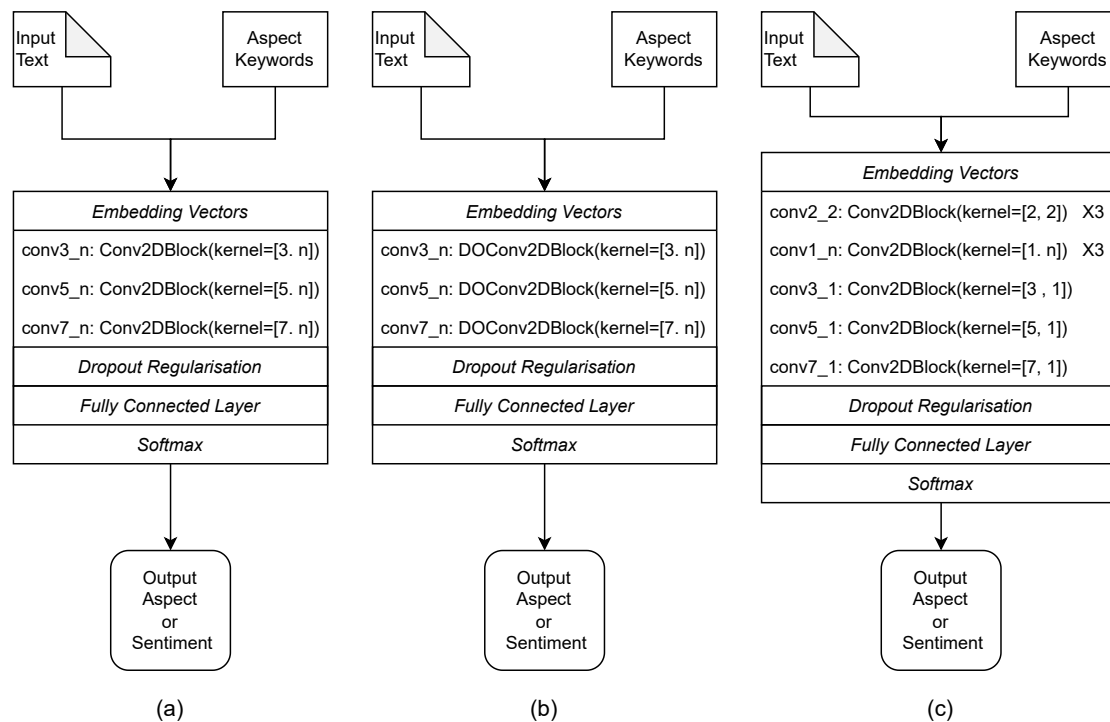 Input
Text
Aspect
Keywords
Embedding Vectors
conv3_n: Conv2DBlock(kernel=[3. n])
conv5_n: Conv2DBlock(kernel=[5. n])
conv7_n: Conv2DBlock(kernel=[7. n])
Dropout Regularisation
Fully Connected Layer
Softmax
Output
Aspect
or
Sentiment
(a)
Input
Text
Aspect
Keywords
Embedding Vectors
conv3_n: DOConv2DBlock(kernel=[3. n])
conv5_n: DOConv2DBlock(kernel=[5. n])
conv7_n: DOConv2DBlock(kernel=[7. n])
Dropout Regularisation
Fully Connected Layer
Softmax
Output
Aspect
or
Sentiment
(b)
Input
Text
Aspect
Keywords
Embedding Vectors
conv2_2: Conv2DBlock(kernel=[2, 2]) X3
conv1_n: Conv2DBlock(kernel=[1. n]) X3
conv3_1: Conv2DBlock(kernel=[3 , 1])
conv5_1: Conv2DBlock(kernel=[5, 1])
conv7_1: Conv2DBlock(kernel=[7, 1])
Dropout Regularisation
Fully Connected Layer
Softmax
Output
Aspect
or
Sentiment
(c)